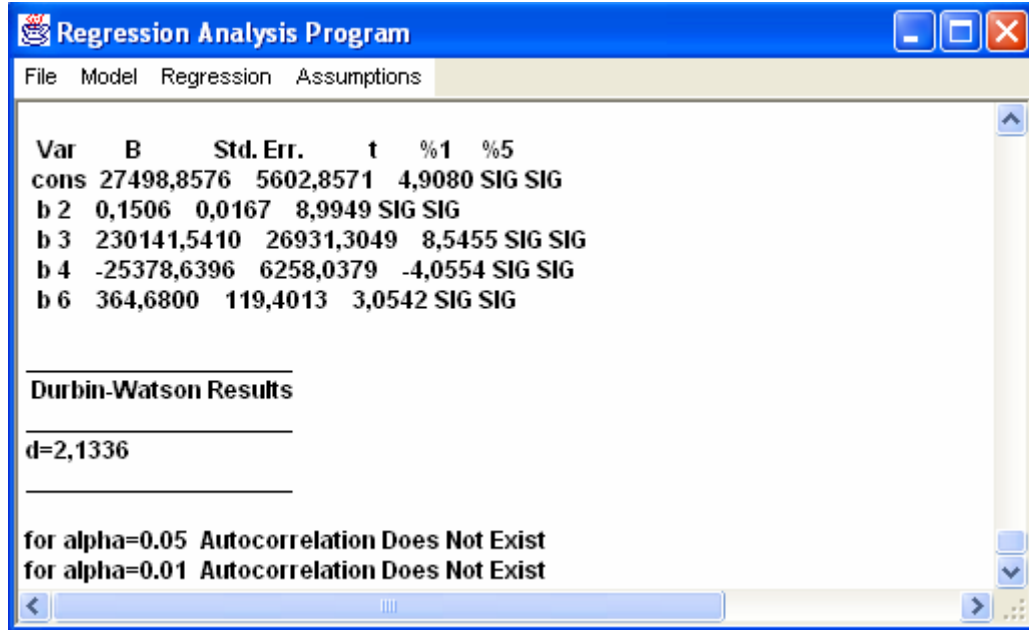 Regression Analysis Program
File Model Regression Assumptions
Var B Std. Err. t %1 %5
cons 27498,8576 5602,8571 4,9080 SIG SIG
b 2 0,1506 0,0167 8,9949 SIG SIG
b 3 230141,5410 26931,3049 8,5455 SIG SIG
b 4 -25378,6396 6258,0379 -4,0554 SIG SIG
b 6 364,6800 119,4013 3,0542 SIG SIG
Durbin-Watson Results
d=2,1336
for alpha=0.05 Autocorrelation Does Not Exist
for alpha=0.01 Autocorrelation Does Not Exist